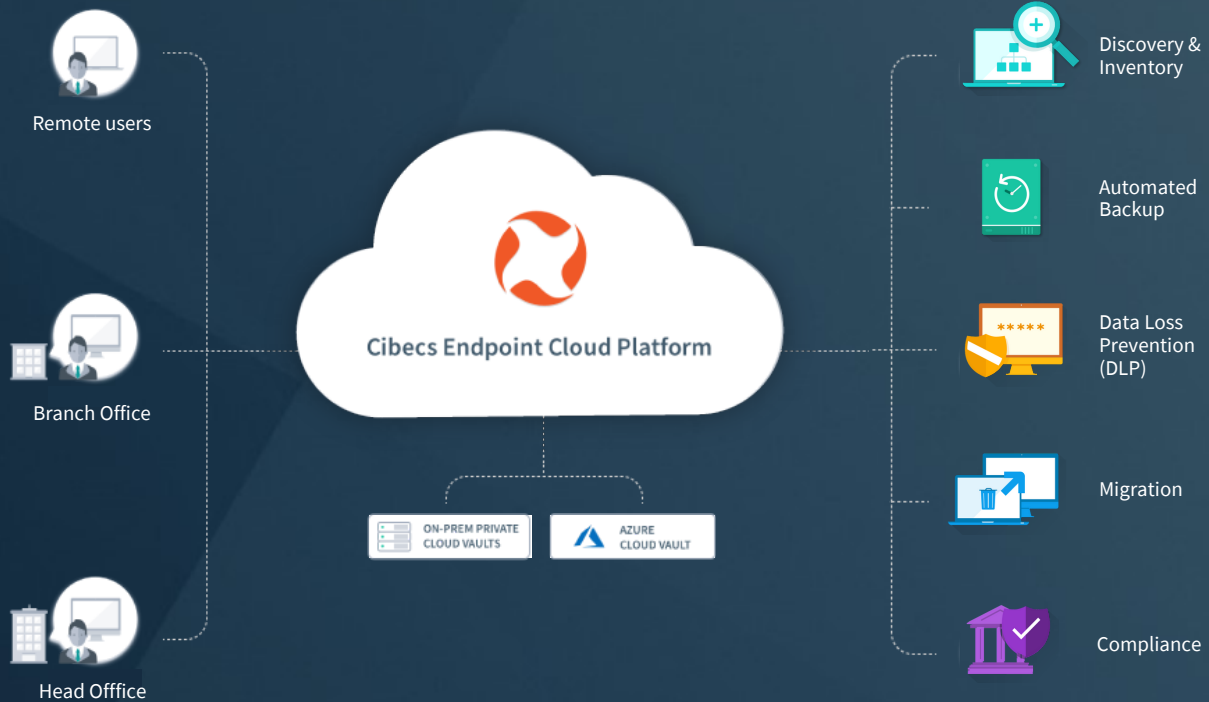 Remote users
Branch Office
Head Offfice
Cibecs Endpoint Cloud Platform
ON-PREM PRIVATE
CLOUD VAULTS
AZURE
CLOUD VAULT
Discovery &
Inventory
Automated
Backup
*****
Data Loss
Prevention
(DLP)
Migration
Compliance